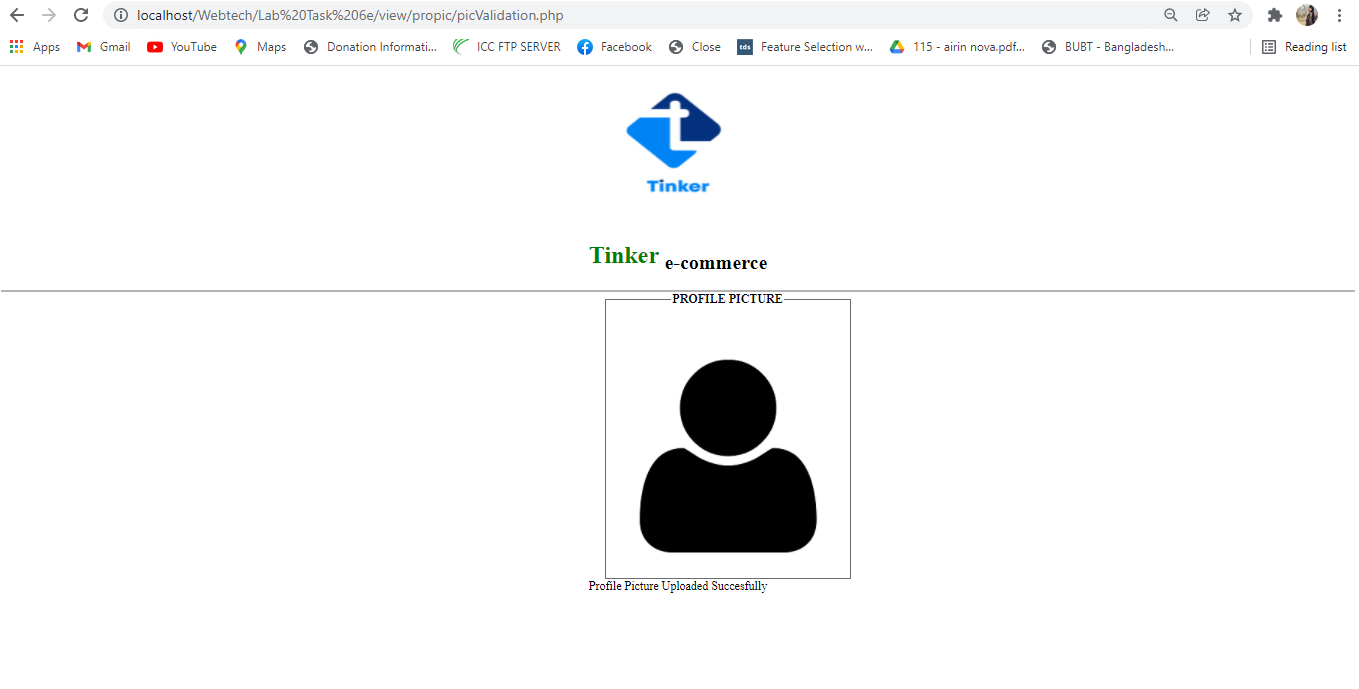 localhost/Webtech/Lab%20Task%206e/view/propic/picValidation.php
Apps Gmail YouTube Maps Donation Informati... ICC FTP SERVER Facebook Close tds Feature Selection w... 115 - airin nova.pdf... BUBT - Bangladesh... Reading list
t
Tinker
Tinker e-commerce
PROFILE PICTURE
Profile Picture Uploaded Succesfully